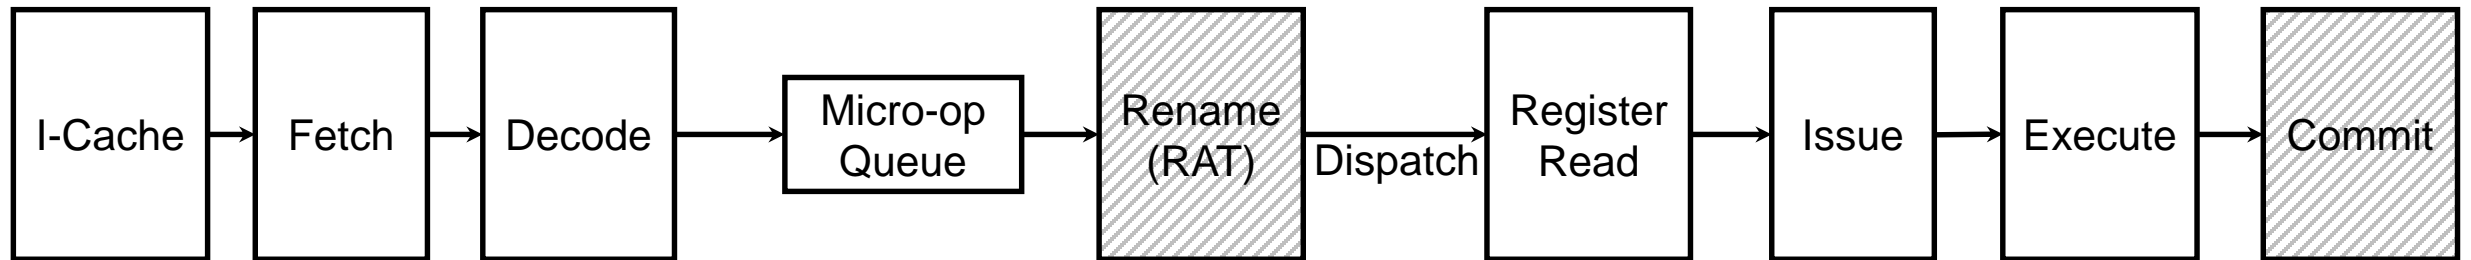 I-Cache
Fetch
Decode
Micro-op
Queue
Rename
(RAT)
Dispatch
Register
Read
Issue
Execute
Commit